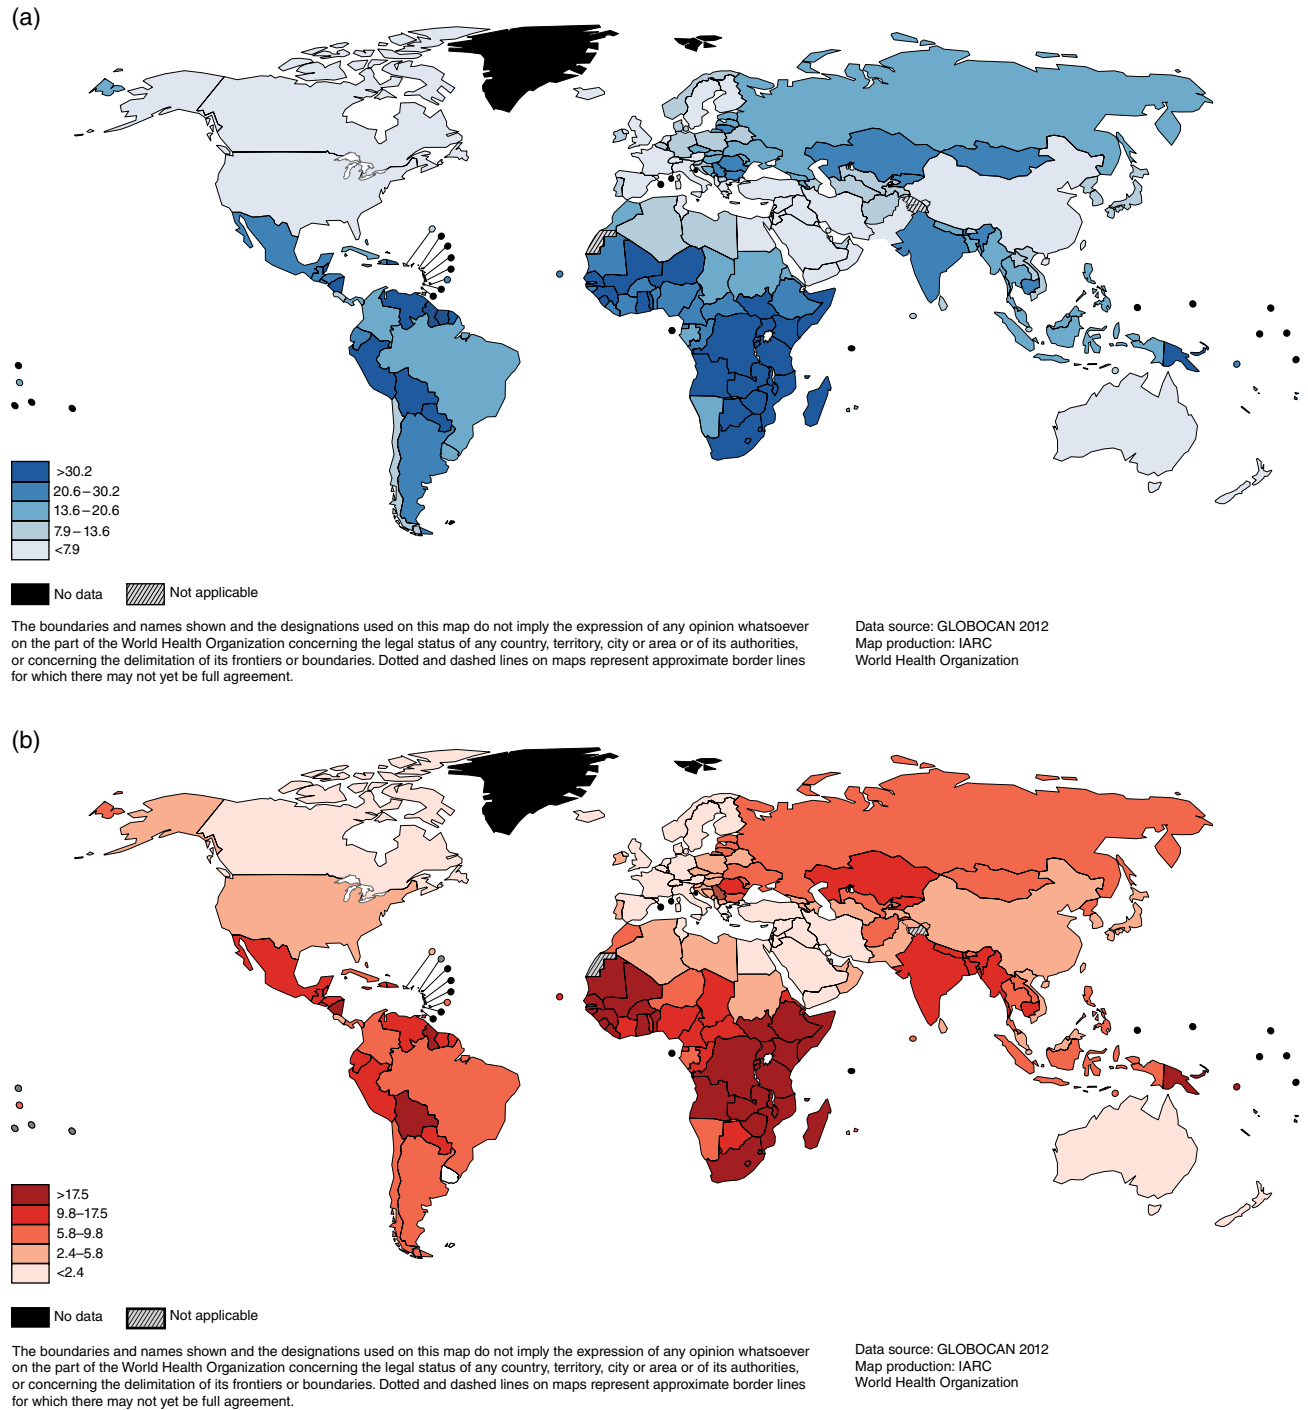 (a)
>30.2
20.6–30.2
13.6–20.6
7.9–13.6
<7.9
No data
Not applicable
The boundaries and names shown and the designations used on this map do not imply the expression of any opinion whatsoever
on the part of the World Health Organization concerning the legal status of any country, territory, city or area or of its authorities,
or concerning the delimitation of its frontiers or boundaries. Dotted and dashed lines on maps represent approximate border lines
for which there may not yet be full agreement.
Data source: GLOBOCAN 2012
Map production: IARC
World Health Organization
(b)
>17.5
9.8–17.5
5.8–9.8
2.4–5.8
<2.4
No data
Not applicable
The boundaries and names shown and the designations used on this map do not imply the expression of any opinion whatsoever
on the part of the World Health Organization concerning the legal status of any country, territory, city or area or of its authorities,
or concerning the delimitation of its frontiers or boundaries. Dotted and dashed lines on maps represent approximate border lines
for which there may not yet be full agreement.
Data source: GLOBOCAN 2012
Map production: IARC
World Health Organization